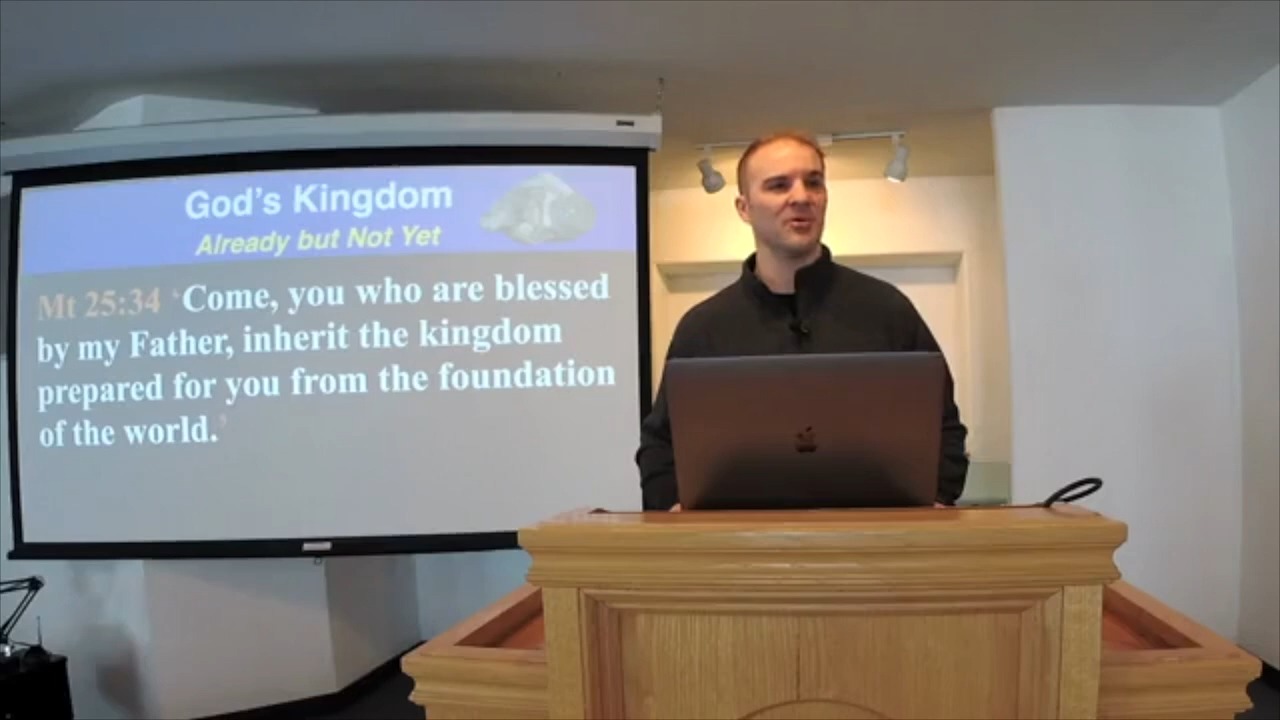 God's Kingdom
Already but Not Yet
Mt 25:34 'Come, you who are blessed
by my Father, inherit the kingdom
prepared for you from the foundation
of the world.'